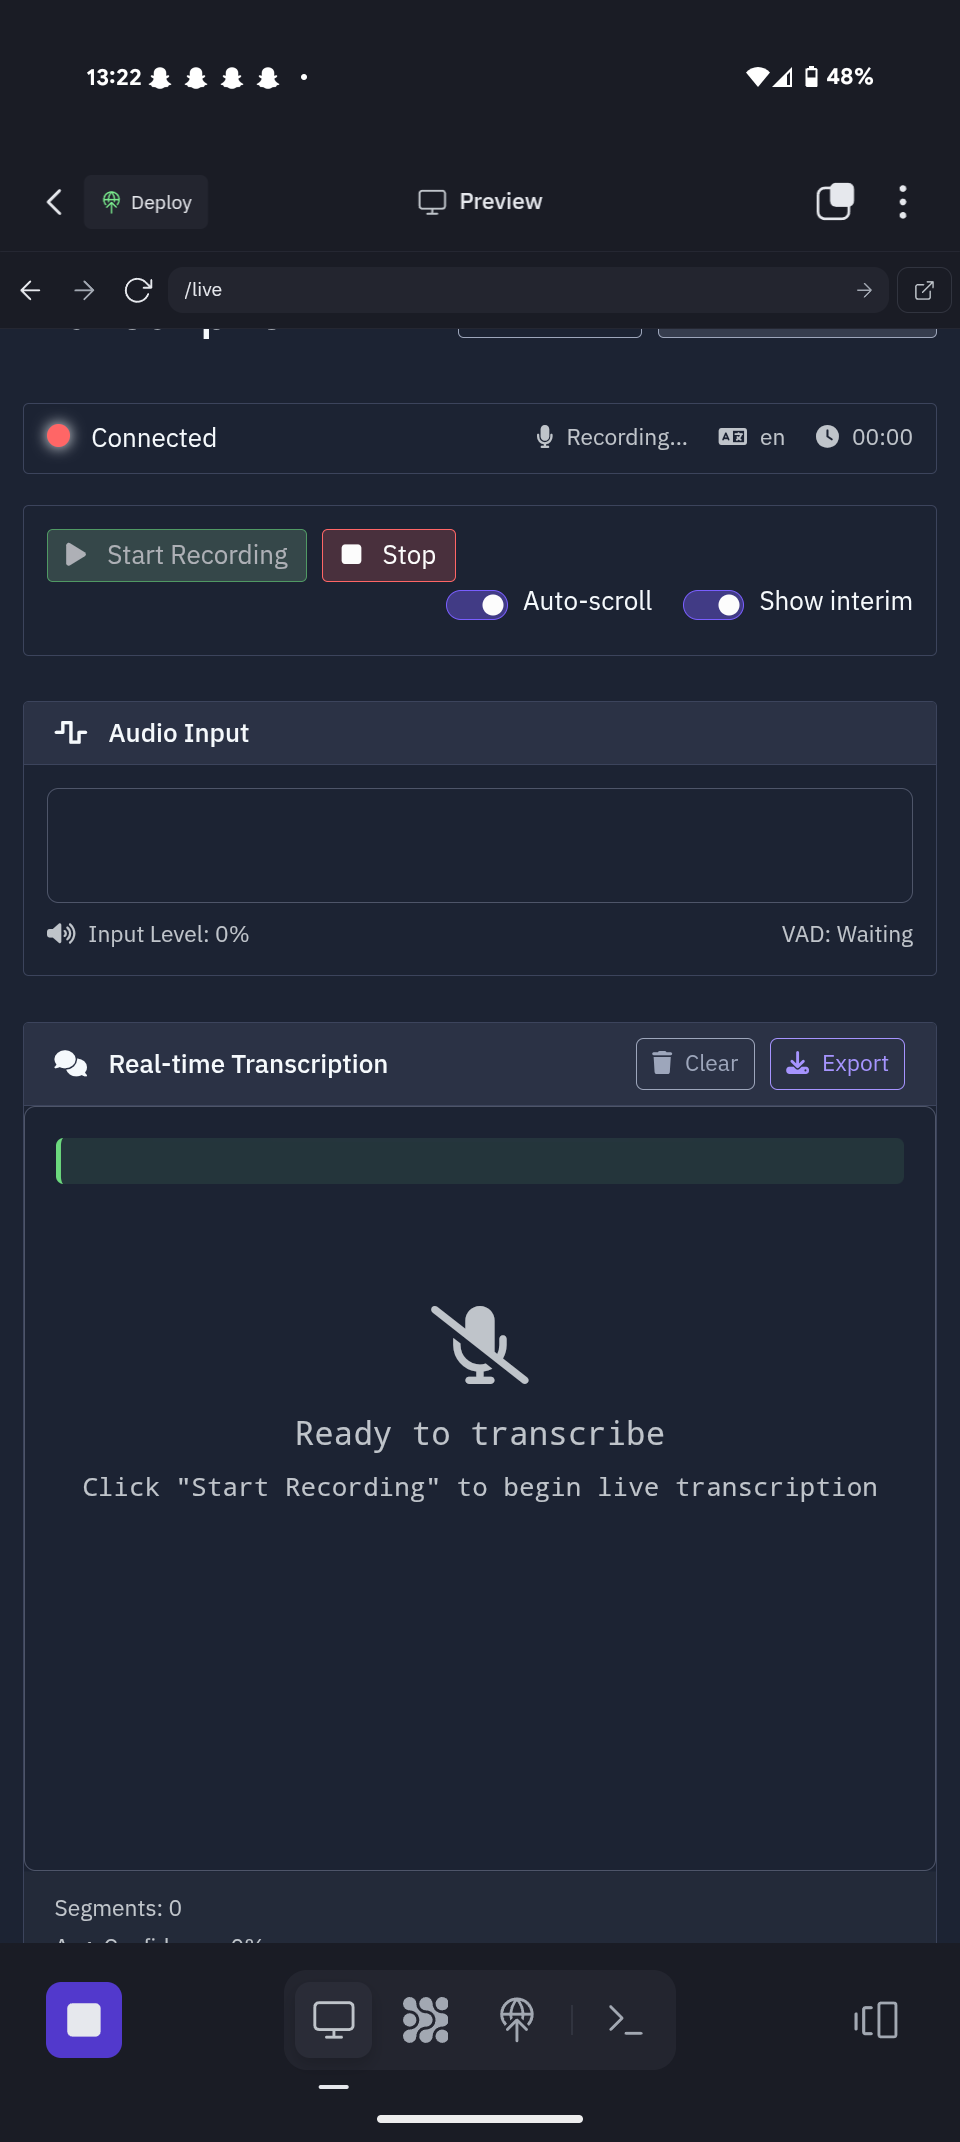 13:22
48%
Deploy
Preview
/live
Connected
Recording...
en
00:00
Start Recording
Stop
Auto-scroll
Show interim
Audio Input
Input Level: 0%
VAD: Waiting
Real-time Transcription
Clear
Export
Ready to transcribe
Click "Start Recording" to begin live transcription
Segments: 0